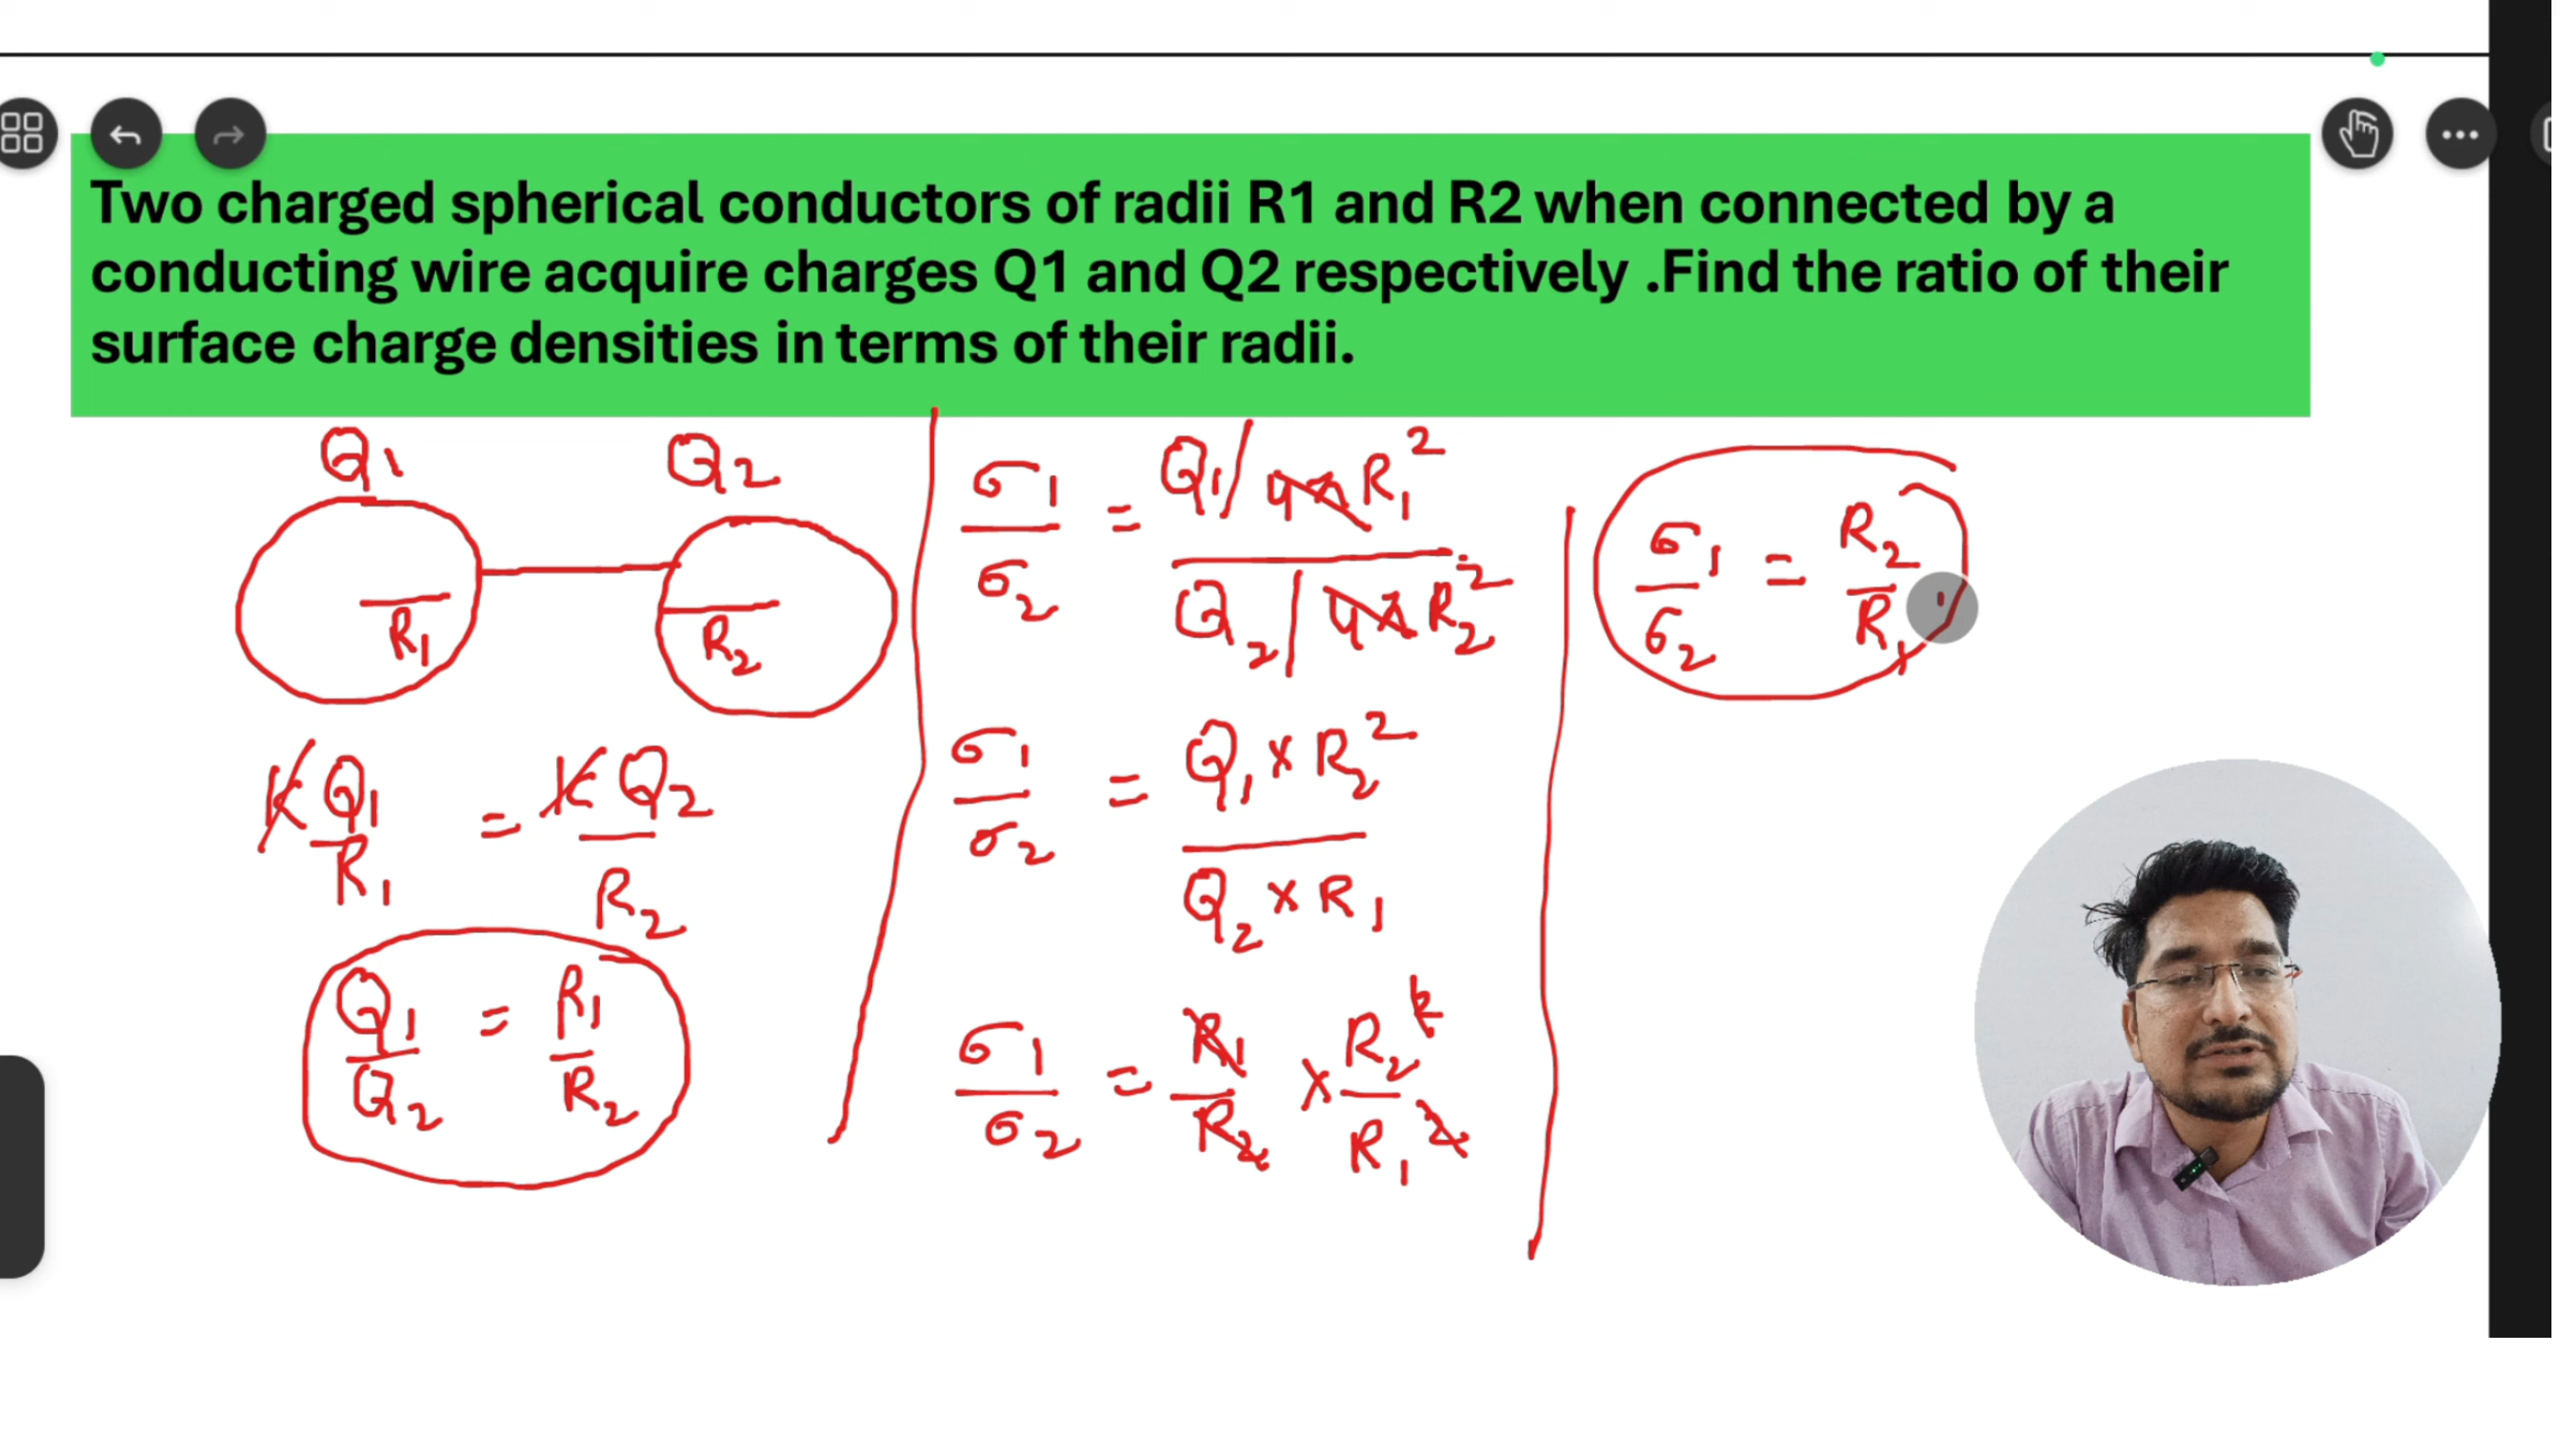 Two charged spherical conductors of radii R1 and R2 when connected by a
conducting wire acquire charges Q1 and Q2 respectively .Find the ratio of their
surface charge densities in terms of their radii.
Q₁ Q₂
R₁ R₂
KQ₁/R₁ = KQ₂/R₂
Q₁/Q₂ = R₁/R₂
σ₁/σ₂ = (Q₁/4πR₁²)/(Q₂/4πR₂²)
σ₁/σ₂ = (Q₁ × R₂²)/(Q₂ × R₁)
σ₁/σ₂ = R₁/R₂ × R₂²/R₁²
σ₁/σ₂ = R₂/R₁